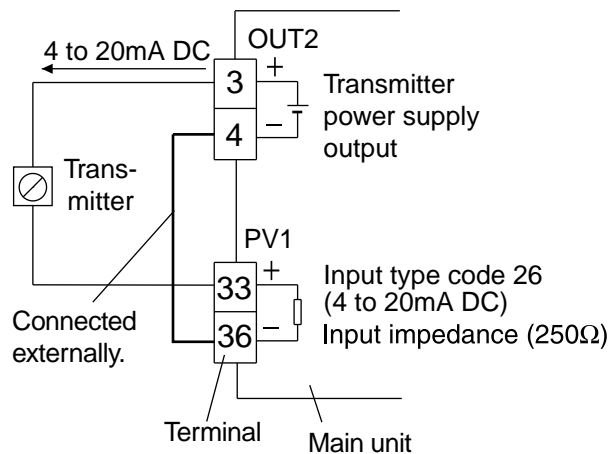 OUT2
4 to 20mA DC
3
+
4
−
Transmitter
power supply
output
Trans-
mitter
PV1
33
+
36
−
Input type code 26
(4 to 20mA DC)
Input impedance (250Ω)
Connected
externally.
Terminal
Main unit